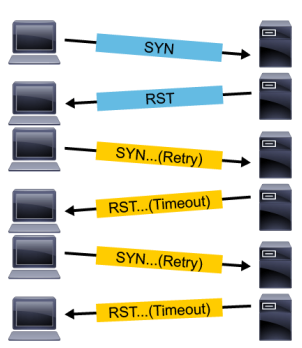 SYN
RST
SYN...(Retry)
RST...(Timeout)
SYN...(Retry)
RST...(Timeout)